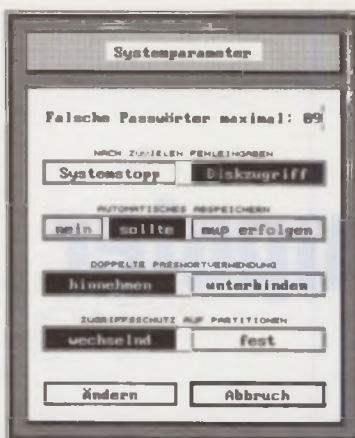 Systemparameter
Falsche Passwörter maximal: 09
NACH ZUVIELEN FEHLEINGABEN
Systemstopp Diskzugriff
AUTOMATISCHES ABSPEICHERN
nein sollte muß erfolgen
DOPPELTE PASSWORTVERWENDUNG
hinnehmen unterbinden
ZUGRIFFSSCHUTZ AUF PARTITIONEN
wechselnd fest
Ändern Abbruch